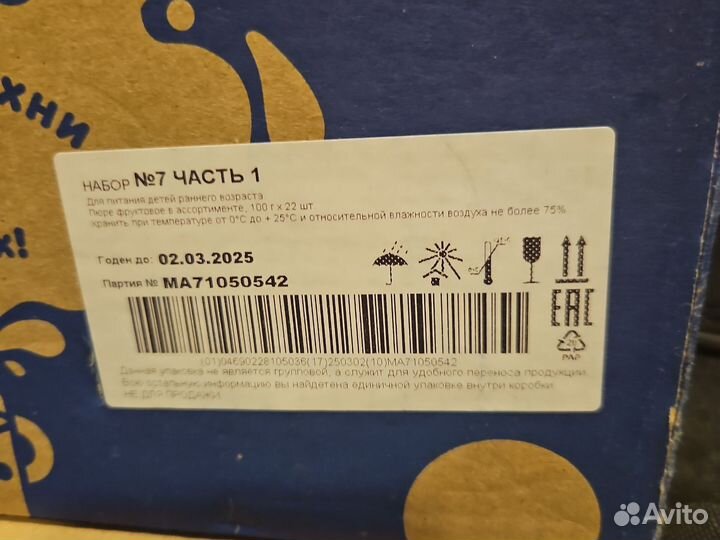 хни
х!
НАБОР №7 ЧАСТЬ 1
Для питания детей раннего возраста
Пюре фруктовое в ассортименте, 100 г х 22 шт
хранить при температуре от 0°С до + 25°С и относительной влажности воздуха не более 75%
Годен до: 02.03.2025
Партия № МА71050542
EAC
PAP
(01)04690228105036(17)250302(10)MA71050542
Данная упаковка не является групповой, а служит для удобного переноса продукции.
Всю остальную информацию вы найдете на единичной упаковке внутри коробки
НЕ ДЛЯ ПРОДАЖИ
Avito